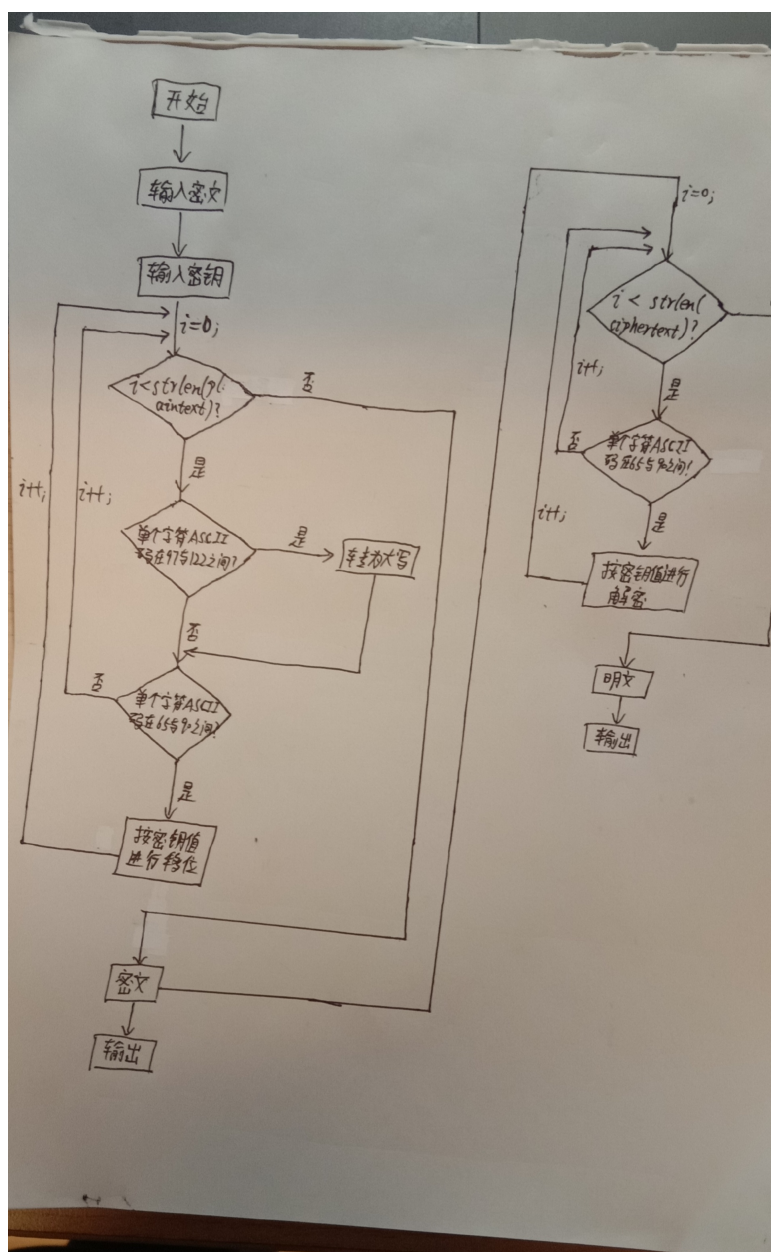 开始
输入密文
输入密钥
i=0;
i<strlen(pl
aintext)?
否
是
i++;
i++;
单个字符ASCII
码在97与122之间?
是
转为大写
否
单个字符ASCII
码在65与90之间?
否
是
按密钥值
进行移位
密文
输出
i=0;
i < strlen(
ciphertext)?
i++;
是
单个字符ASCII
码在65与90之间?
否
i++;
是
按密钥值进行
解密
明文
输出